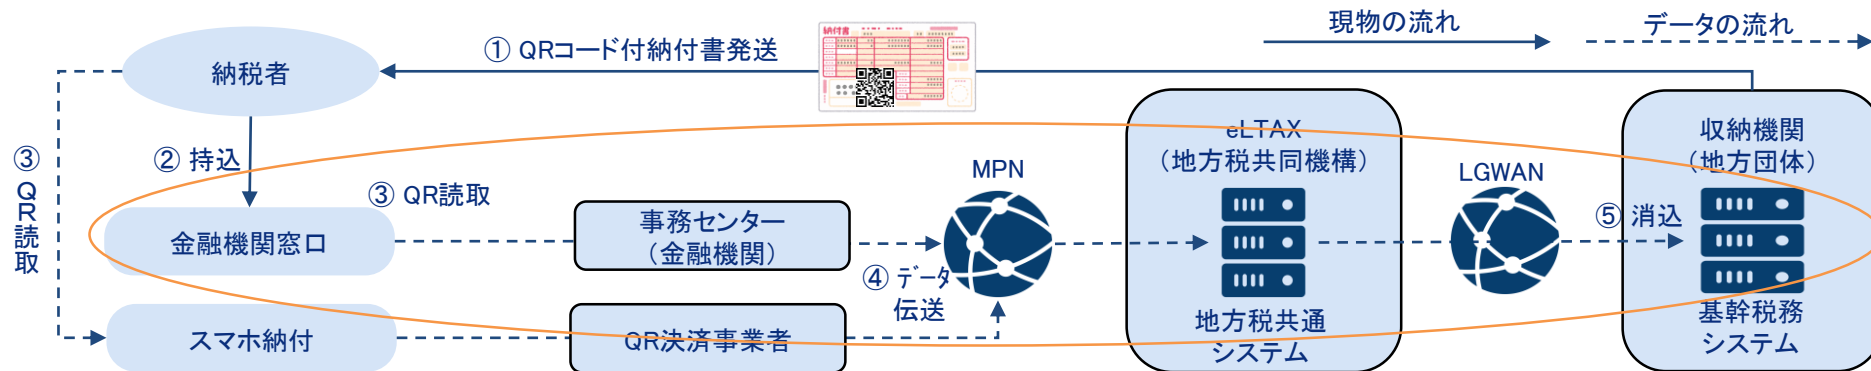 ① QRコード付納付書発送
納付書
現物の流れ
データの流れ
納税者
③
QR読取
② 持込
③ QR読取
金融機関窓口
事務センター
（金融機関）
④ データ
伝送
MPN
eLTAX
（地方税共同機構）
地方税共通
システム
LGWAN
⑤ 消込
収納機関
（地方団体）
基幹税務
システム
スマホ納付
QR決済事業者